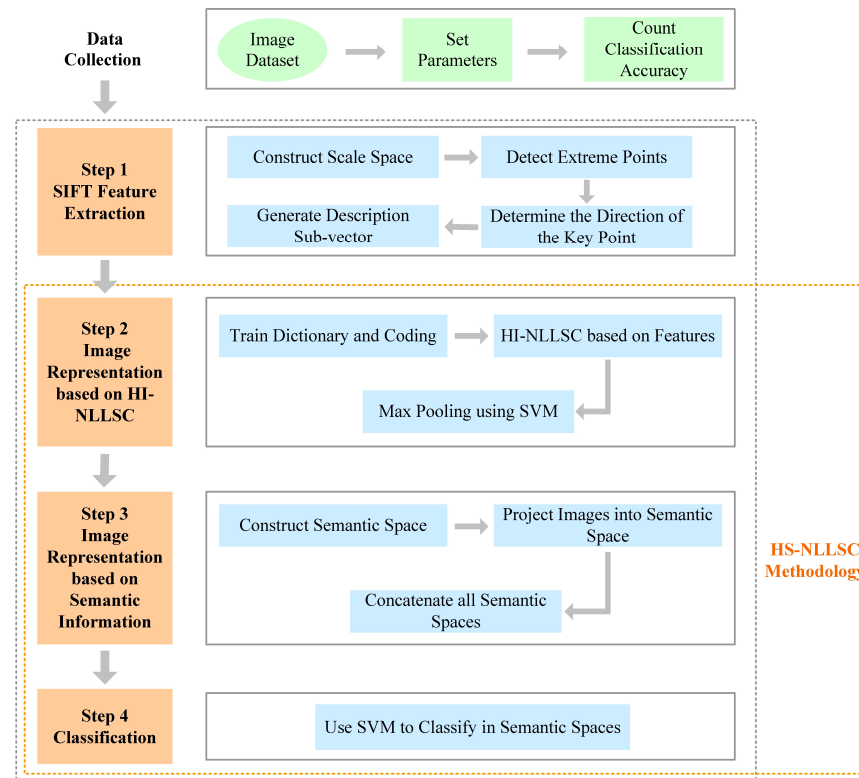 Data
Collection
Image
Dataset
Set
Parameters
Count
Classification
Accuracy
Step 1
SIFT Feature
Extraction
Construct Scale Space
Detect Extreme Points
Generate Description
Sub-vector
Determine the Direction of
the Key Point
Step 2
Image
Representation
based on HI-
NLLSC
Train Dictionary and Coding
HI-NLLSC based on Features
Max Pooling using SVM
Step 3
Image
Representation
based on
Semantic
Information
Construct Semantic Space
Project Images into Semantic
Space
Concatenate all Semantic
Spaces
HS-NLLSC
Methodology
Step 4
Classification
Use SVM to Classify in Semantic Spaces